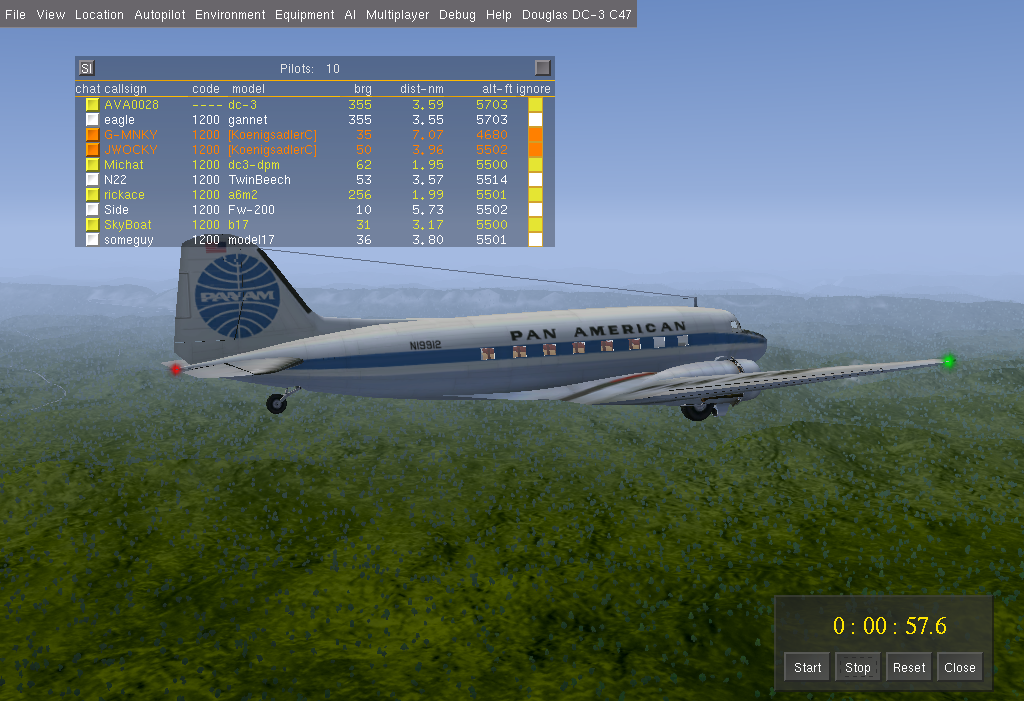 File View Location Autopilot Environment Equipment AI Multiplayer Debug Help Douglas DC-3 C47
SI Pilots: 10
chat callsign code model brg dist-nm alt-ft ignore
AVA0028 ---- dc-3 355 3.59 5703
eagle 1200 gannet 355 3.55 5703
G-MNKY 1200 [KoenigsadlerC] 35 7.07 4680
JWOCKY 1200 [KoenigsadlerC] 50 3.96 5502
Michat 1200 dc3-dpm 62 1.95 5500
N22 1200 TwinBeech 53 3.57 5514
rickace 1200 a6m2 256 1.99 5501
Side 1200 Fw-200 10 5.73 5502
SkyBoat 1200 b17 31 3.17 5500
someguy 1200 model17 36 3.80 5501
PAN AM
PAN AMERICAN
N19912
0 : 00 : 57.6
Start Stop Reset Close